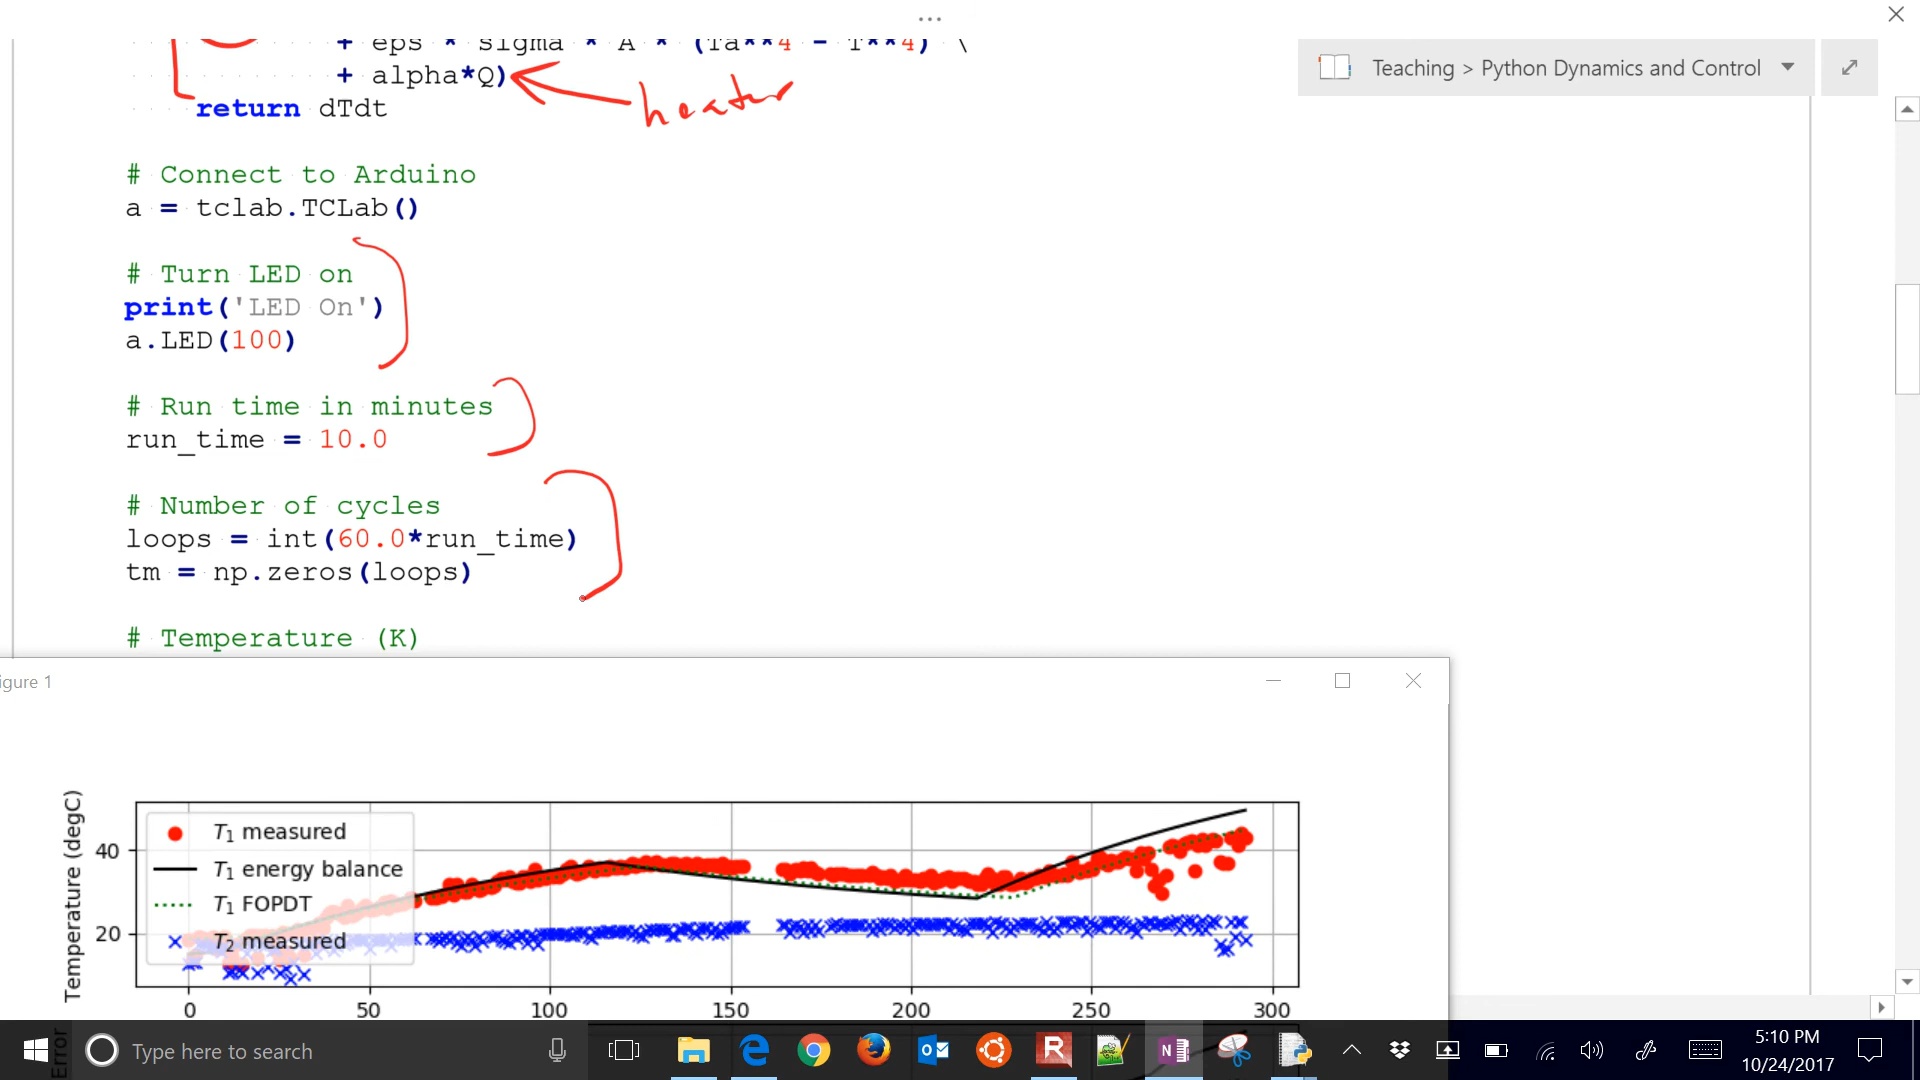 ...
+ eps * sigma * A * (Ta**4 - T**4) \
+ alpha*Q)
heater
return dTdt
Teaching > Python Dynamics and Control
# Connect to Arduino
a = tclab.TCLab()
# Turn LED on
print('LED On')
a.LED(100)
# Run time in minutes
run_time = 10.0
# Number of cycles
loops = int(60.0*run_time)
tm = np.zeros(loops)
# Temperature (K)
igure 1
Temperature (degC)
40
20
T1 measured
T1 energy balance
T1 FOPDT
T2 measured
0 50 100 150 200 250 300
Error
Type here to search
5:10 PM
10/24/2017